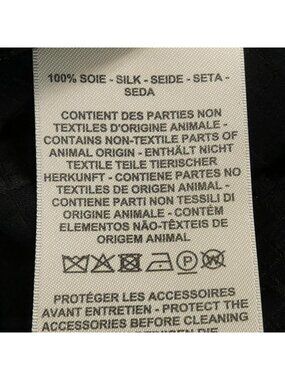 100% SOIE - SILK - SEIDE - SETA -
SEDA
CONTIENT DES PARTIES NON
TEXTILES D'ORIGINE ANIMALE -
CONTAINS NON-TEXTILE PARTS OF
ANIMAL ORIGIN - ENTHÄLT NICHT
TEXTILE TEILE TIERISCHER
HERKUNFT - CONTIENE PARTES NO
TEXTILES DE ORIGEN ANIMAL -
CONTIENE PARTI NON TESSILI DI
ORIGINE ANIMALE - CONTÉM
ELEMENTOS NÃO-TÊXTEIS DE
ORIGEM ANIMAL
P
PROTÉGER LES ACCESSOIRES
AVANT ENTRETIEN - PROTECT THE
ACCESSORIES BEFORE CLEANING